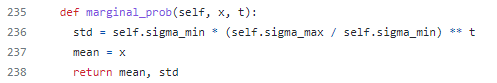 235 def marginal_prob(self, x, t):
236 std = self.sigma_min * (self.sigma_max / self.sigma_min) ** t
237 mean = x
238 return mean, std